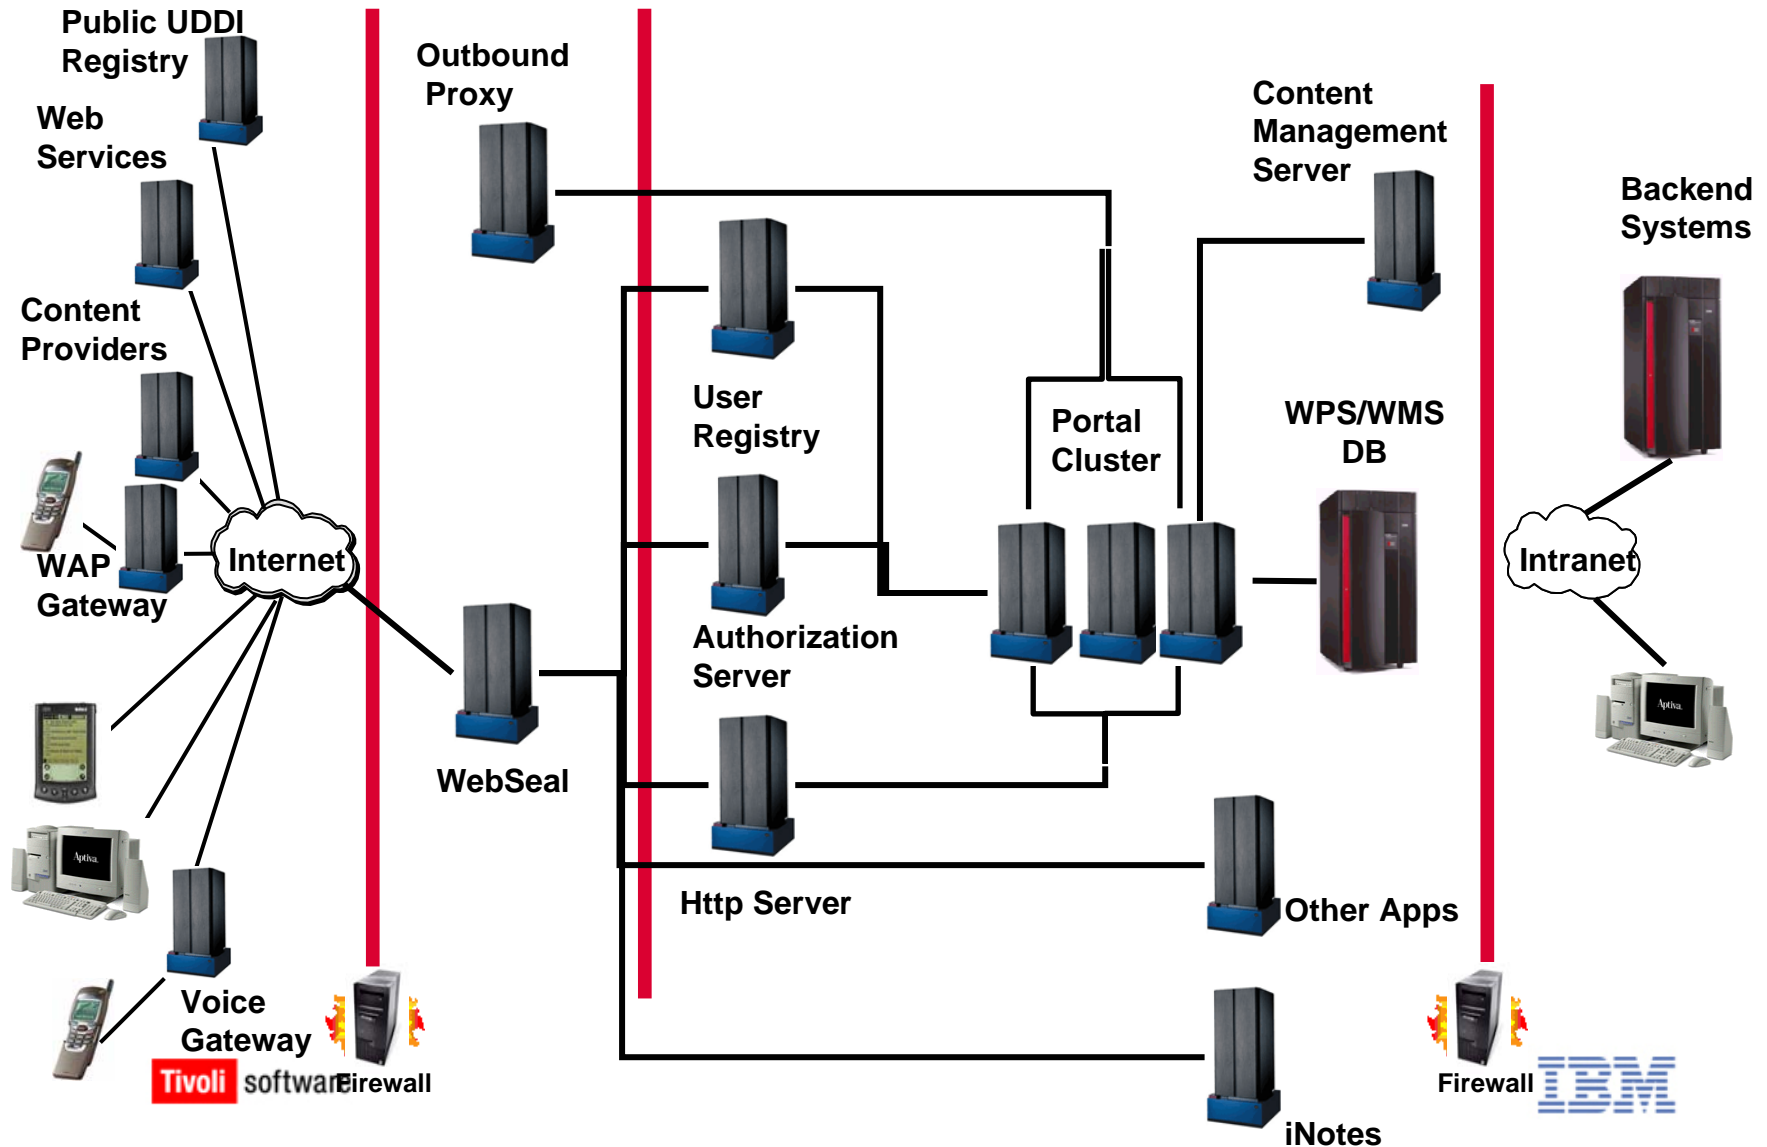 Public UDDI
Registry
Web
Services
Content
Providers
WAP
Gateway
Internet
Voice
Gateway
Tivoli software
Firewall
Outbound
Proxy
WebSeal
User
Registry
Authorization
Server
Http Server
Portal
Cluster
Content
Management
Server
WPS/WMS
DB
Other Apps
iNotes
Firewall
IBM
Backend
Systems
Intranet
Aptiva
Aptiva